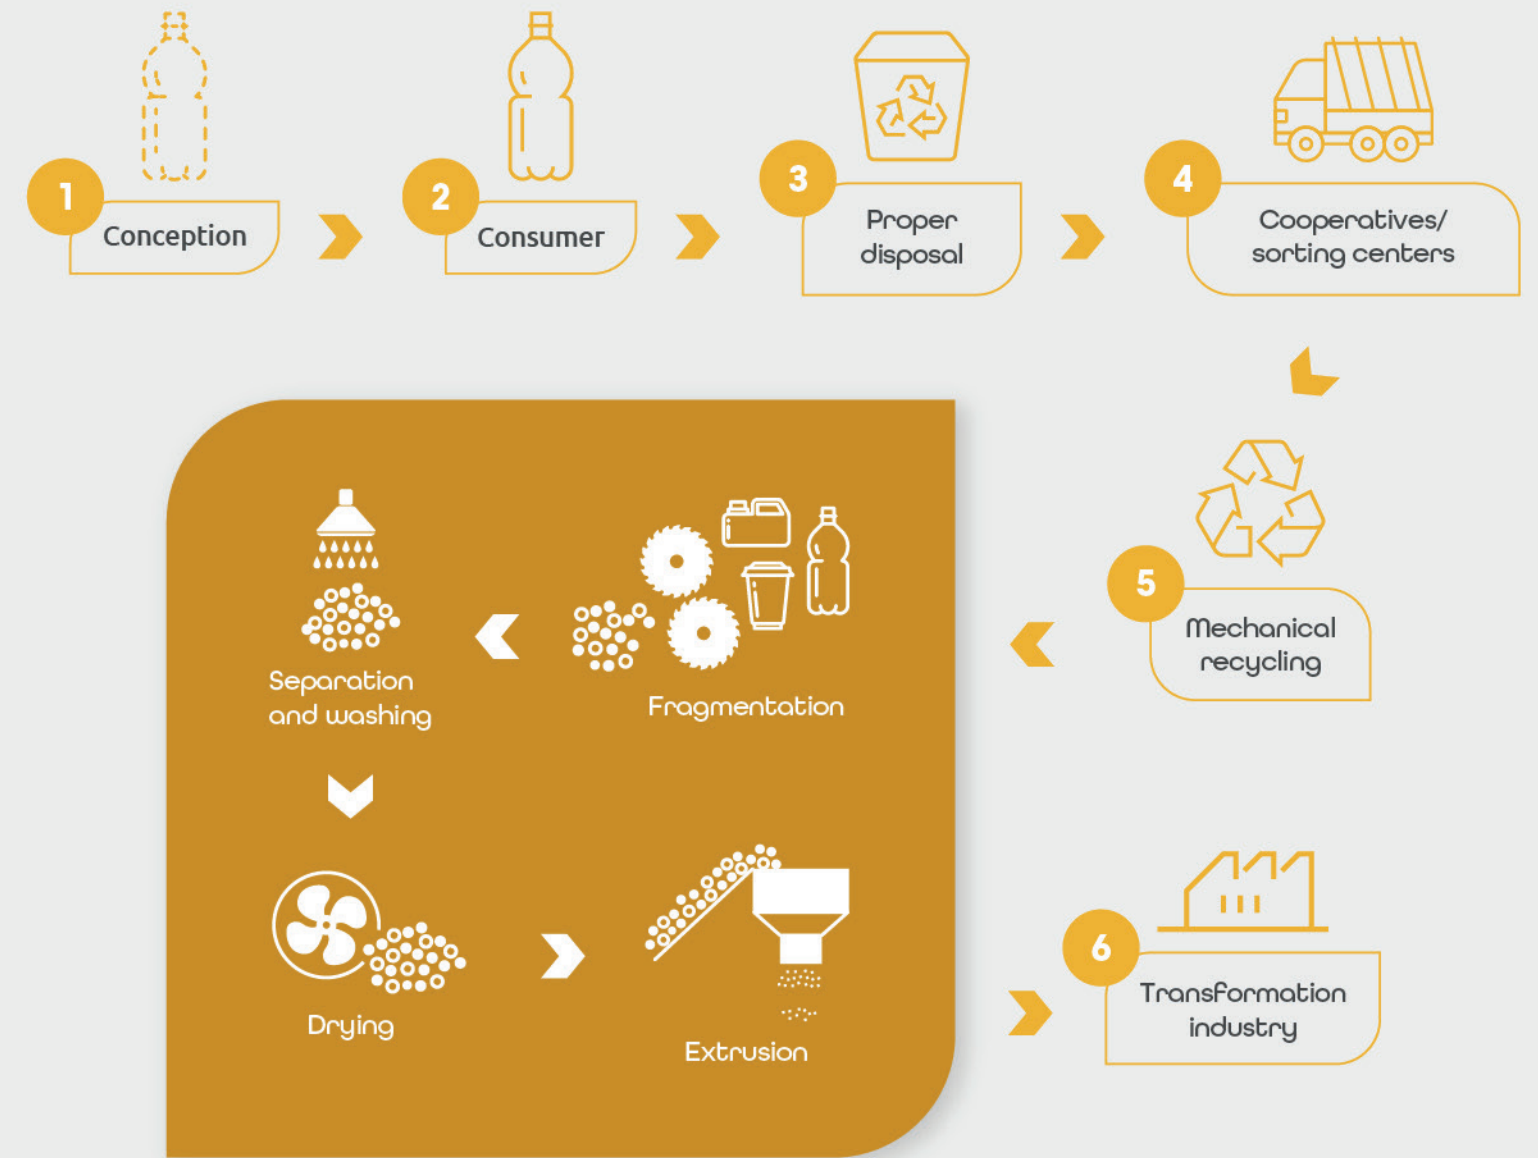 1
Conception
2
Consumer
3
Proper
disposal
4
Cooperatives/
sorting centers
5
Mechanical
recycling
Fragmentation
Separation
and washing
Drying
Extrusion
6
Transformation
industry